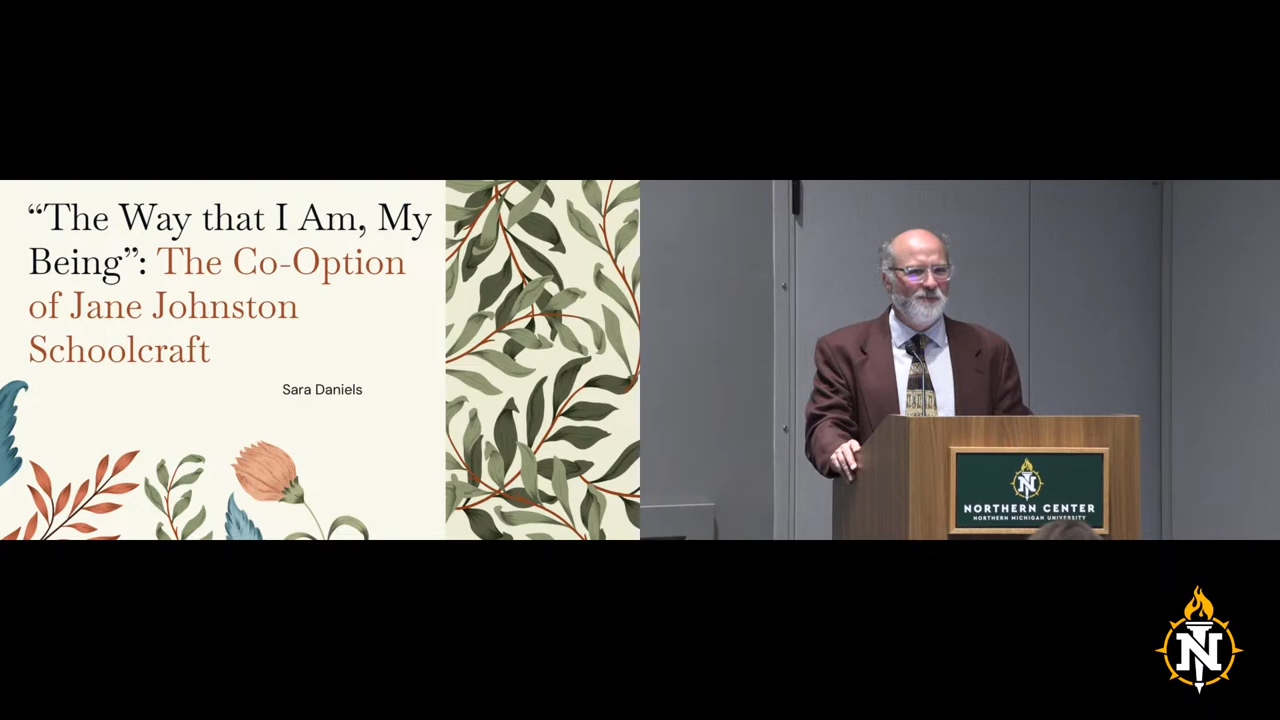 “The Way that I Am, My
Being”: The Co-Option
of Jane Johnston
Schoolcraft
Sara Daniels
N
NORTHERN CENTER
NORTHERN MICHIGAN UNIVERSITY
N